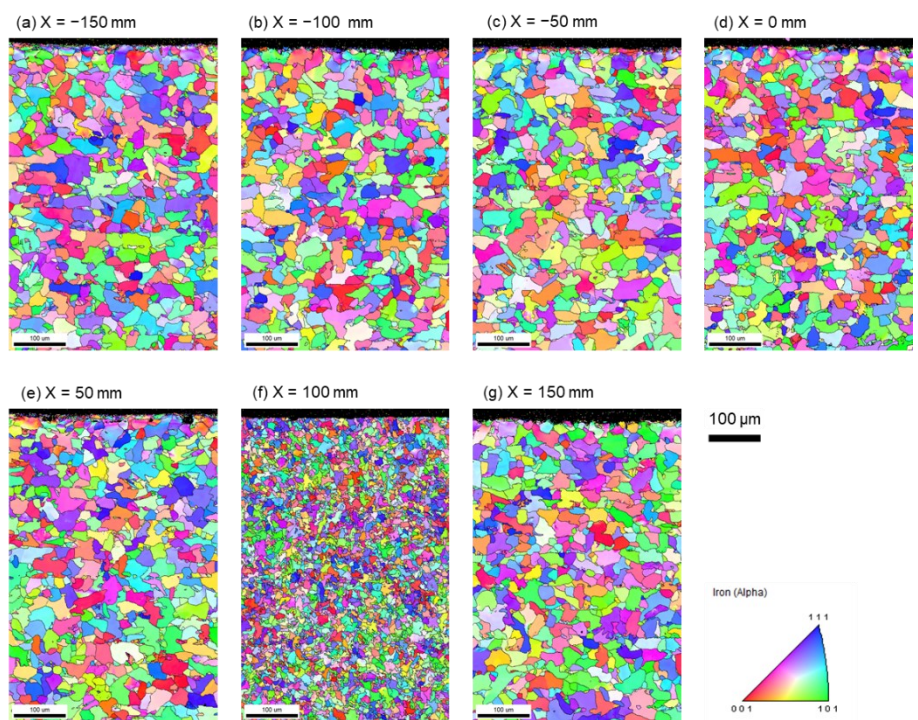 (a) X = −150 mm
(b) X = −100 mm
(c) X = −50 mm
(d) X = 0 mm
100 um
100 um
100 um
100 um
(e) X = 50 mm
(f) X = 100 mm
(g) X = 150 mm
100 µm
100 um
100 um
100 um
Iron (Alpha)
1 1 1
0 0 1
1 0 1